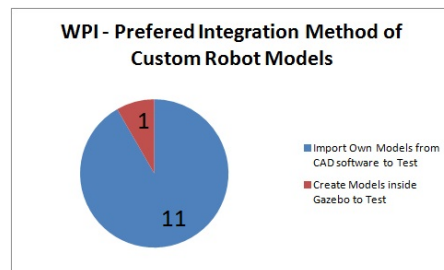 WPI - Prefered Integration Method of
Custom Robot Models
1
11
Import Own Models from
CAD software to Test
Create Models inside
Gazebo to Test